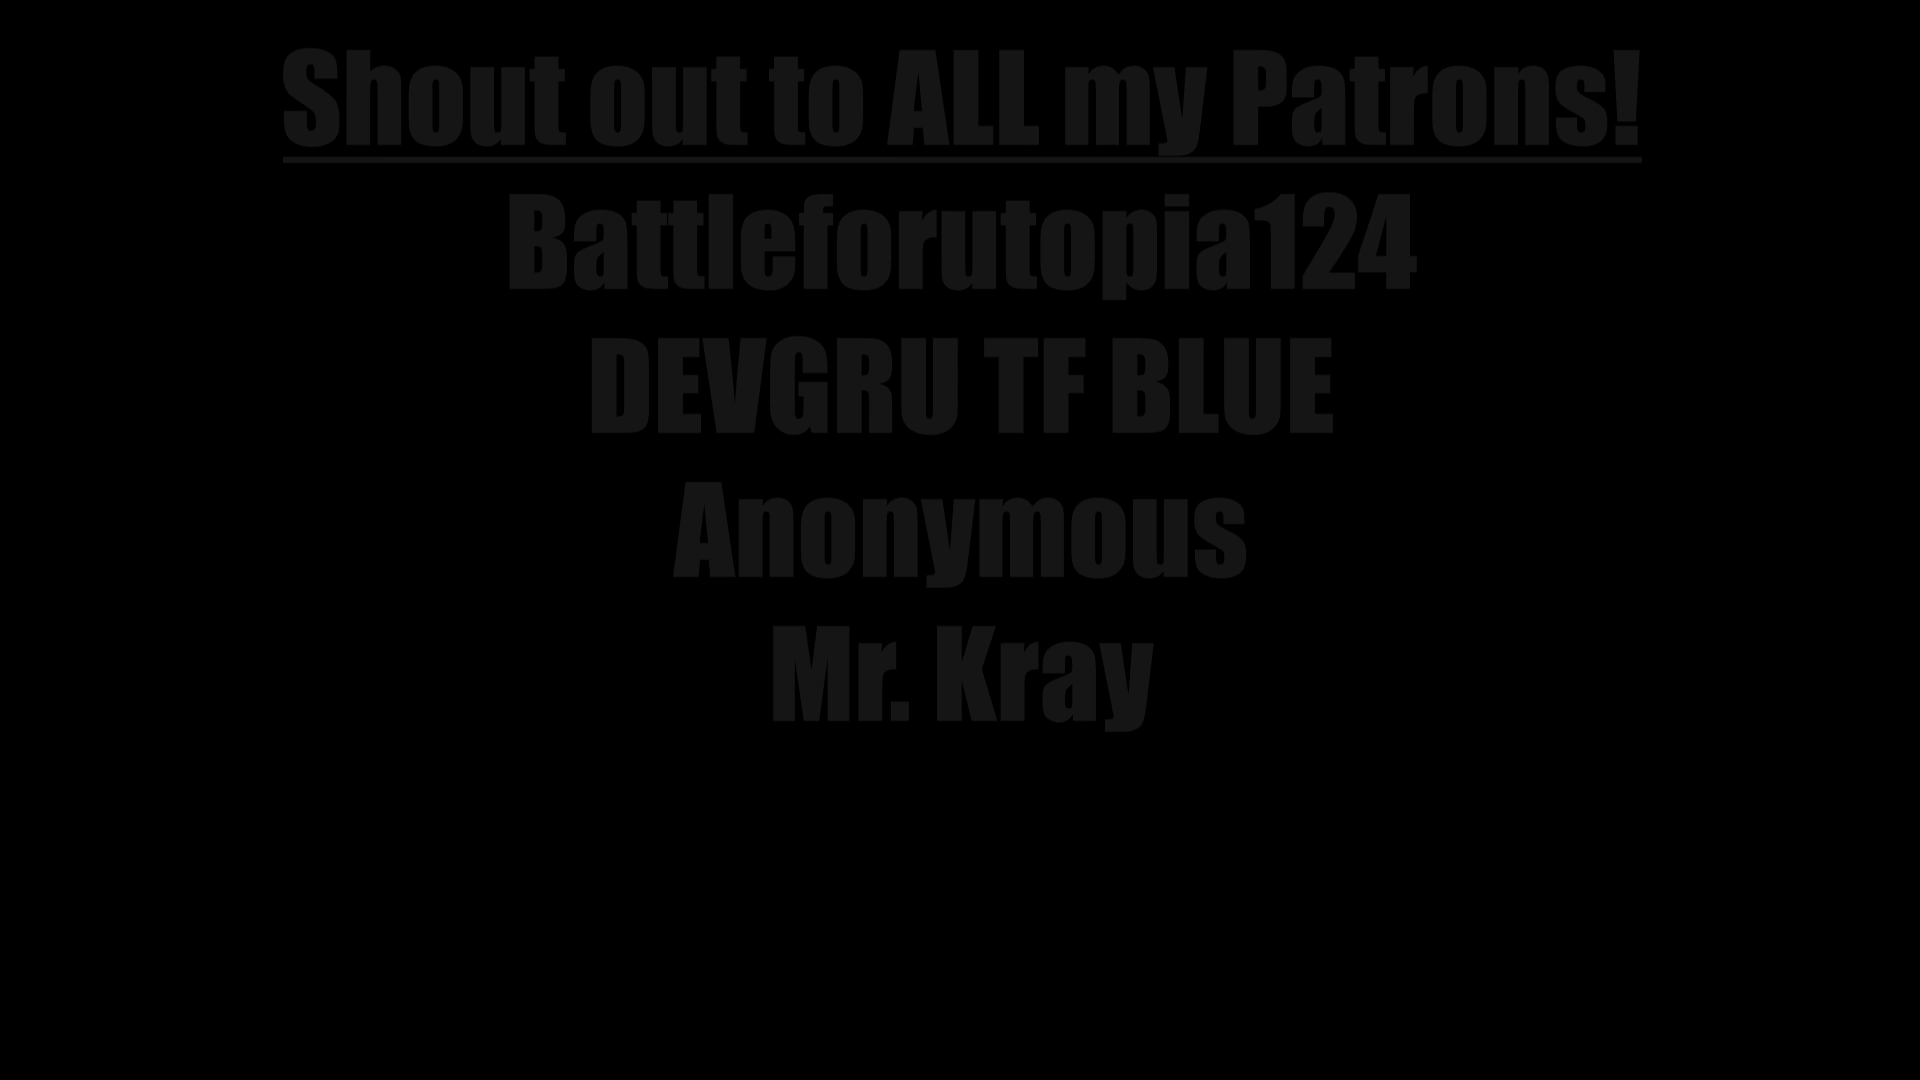 Shout out to ALL my Patrons!
Battleforutopia124
DEVGRU TF BLUE
Anonymous
Mr. Kray